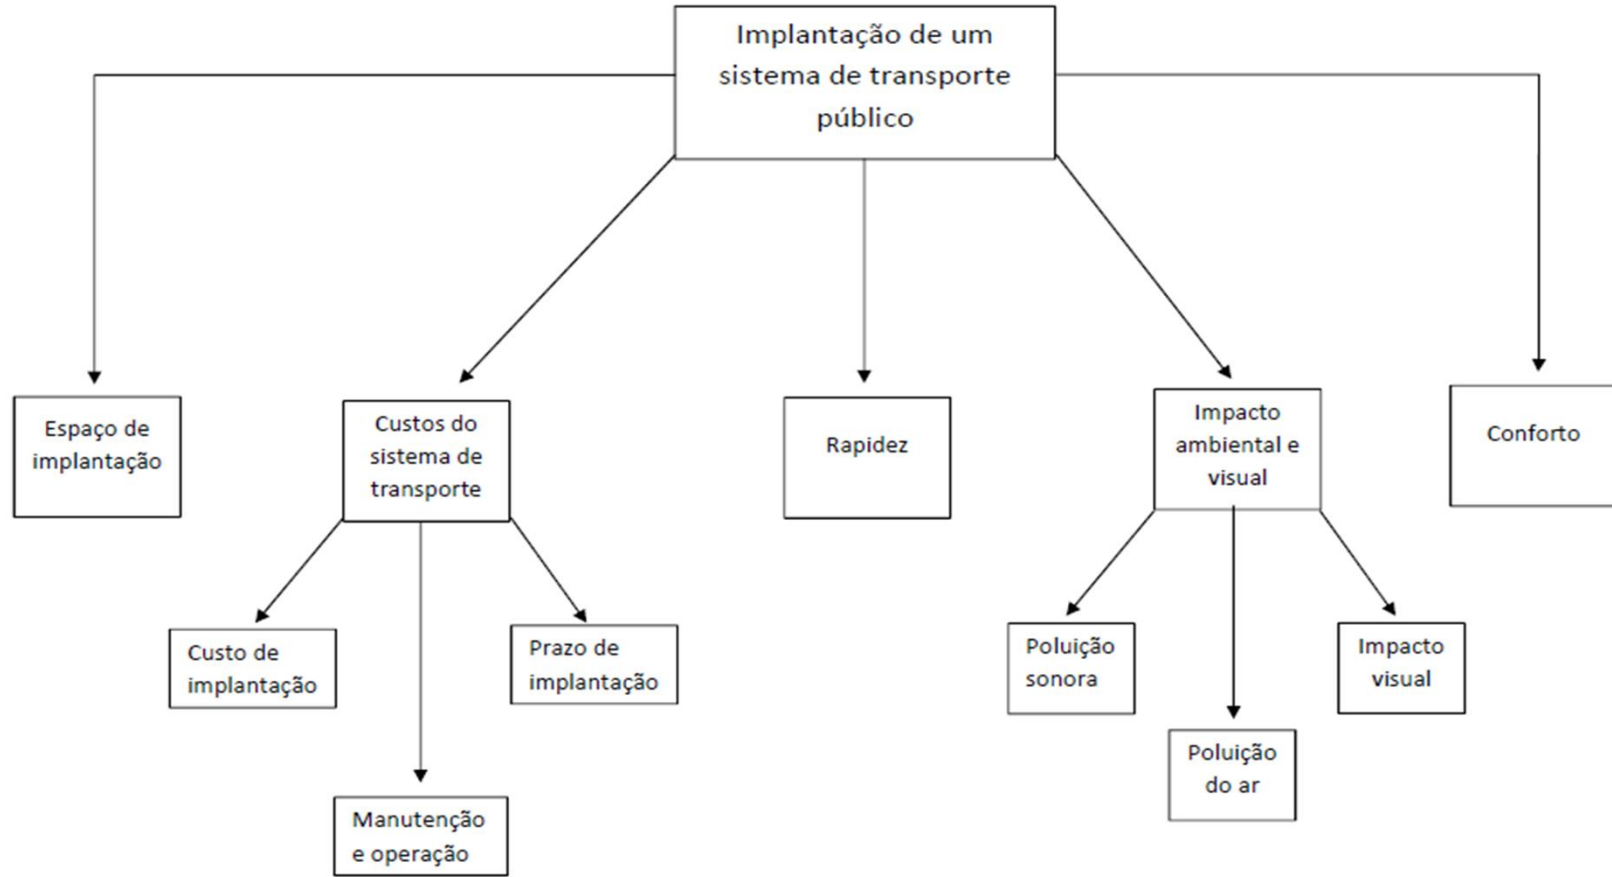 Implantação de um
sistema de transporte
público
Espaço de
implantação
Custos do
sistema de
transporte
Rapidez
Impacto
ambiental e
visual
Conforto
Custo de
implantação
Prazo de
implantação
Manutenção
e operação
Poluição
sonora
Impacto
visual
Poluição
do ar